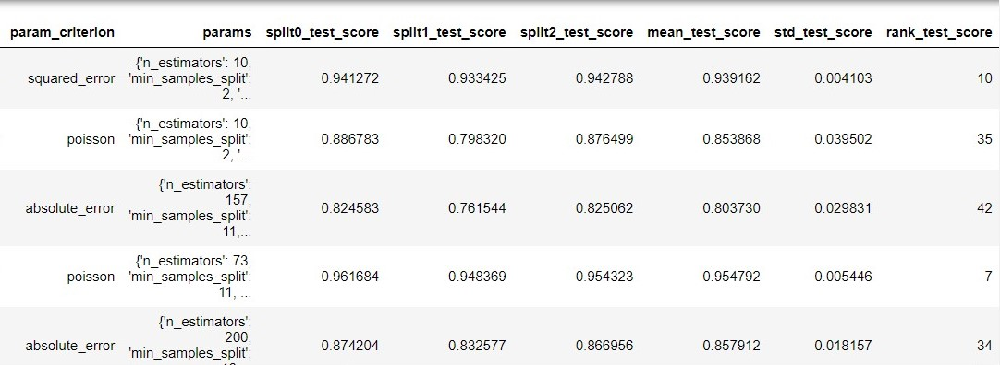 param_criterion params split0_test_score split1_test_score split2_test_score mean_test_score std_test_score rank_test_score
{'n_estimators': 10,
squared_error 'min_samples_split': 0.941272 0.933425 0.942788 0.939162 0.004103 10
2, '...
{'n_estimators': 10,
poisson 'min_samples_split': 0.886783 0.798320 0.876499 0.853868 0.039502 35
2, '...
{'n_estimators':
157,
absolute_error 'min_samples_split': 0.824583 0.761544 0.825062 0.803730 0.029831 42
11,...
{'n_estimators': 73,
poisson 'min_samples_split': 0.961684 0.948369 0.954323 0.954792 0.005446 7
11, ...
{'n_estimators':
200,
absolute_error 'min_samples_split': 0.874204 0.832577 0.866956 0.857912 0.018157 34